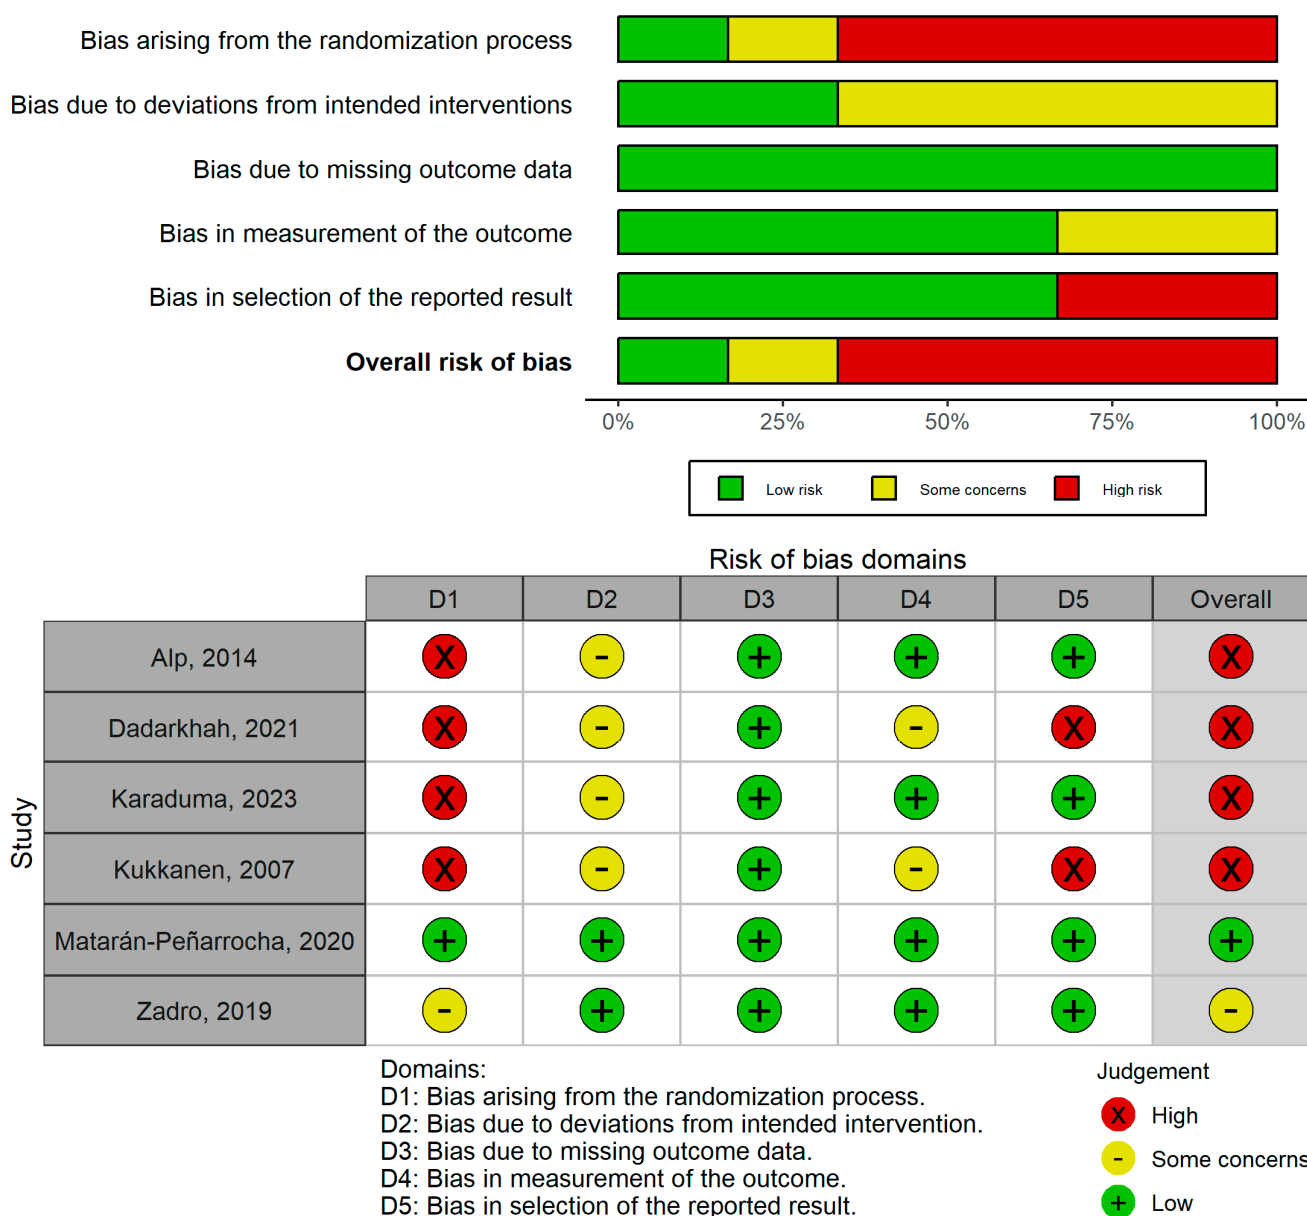 Bias arising from the randomization process
Bias due to deviations from intended interventions
Bias due to missing outcome data
Bias in measurement of the outcome
Bias in selection of the reported result
Overall risk of bias
0% 25% 50% 75% 100%
Low risk Some concerns High risk
Risk of bias domains
D1 D2 D3 D4 D5 Overall
Study
Alp, 2014 X - + + + X
Dadarkhah, 2021 X - + - X X
Karaduma, 2023 X - + + + X
Kukkanen, 2007 X - + - X X
Matarán-Peñarrocha, 2020 + + + + + +
Zadro, 2019 - + + + + -
Domains:
D1: Bias arising from the randomization process.
D2: Bias due to deviations from intended intervention.
D3: Bias due to missing outcome data.
D4: Bias in measurement of the outcome.
D5: Bias in selection of the reported result.
Judgement
X High
- Some concerns
+ Low